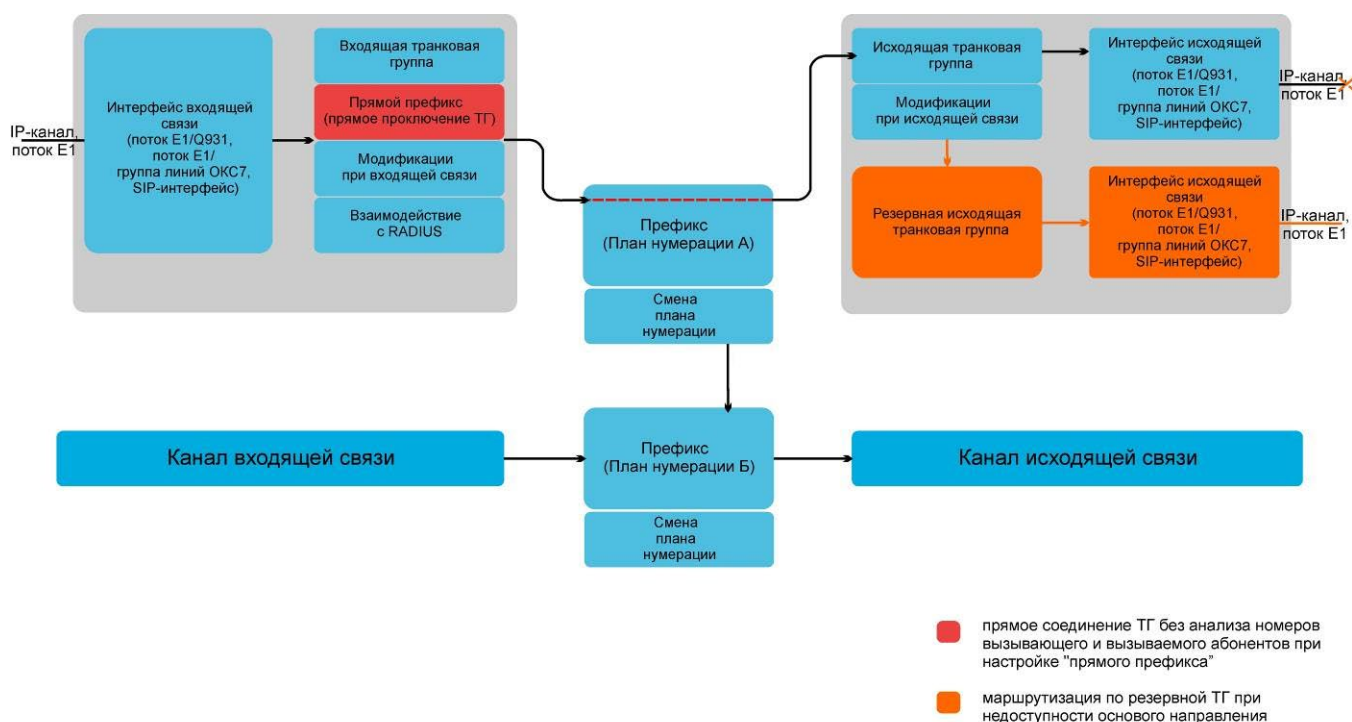 IP-канал,
поток E1
Интерфейс входящей
связи
(поток E1/Q931,
поток E1/
группа линий ОКС7,
SIP-интерфейс)
Входящая транковая
группа
Прямой префикс
(прямое проключение ТГ)
Модификации
при входящей связи
Взаимодействие
с RADIUS
Префикс
(План нумерации А)
Смена
плана
нумерации
Исходящая транковая
группа
Модификации
при исходящей связи
Интерфейс исходящей
связи
(поток E1/Q931,
поток E1/
группа линий ОКС7,
SIP-интерфейс)
IP-канал,
поток E1
Резервная исходящая
транковая группа
Интерфейс исходящей
связи
(поток E1/Q931,
поток E1/
группа линий ОКС7,
SIP-интерфейс)
IP-канал,
поток E1
Канал входящей связи
Префикс
(План нумерации Б)
Смена
плана
нумерации
Канал исходящей связи
прямое соединение ТГ без анализа номеров
вызывающего и вызываемого абонентов при
настройке "прямого префикса”
маршрутизация по резервной ТГ при
недоступности основого направления